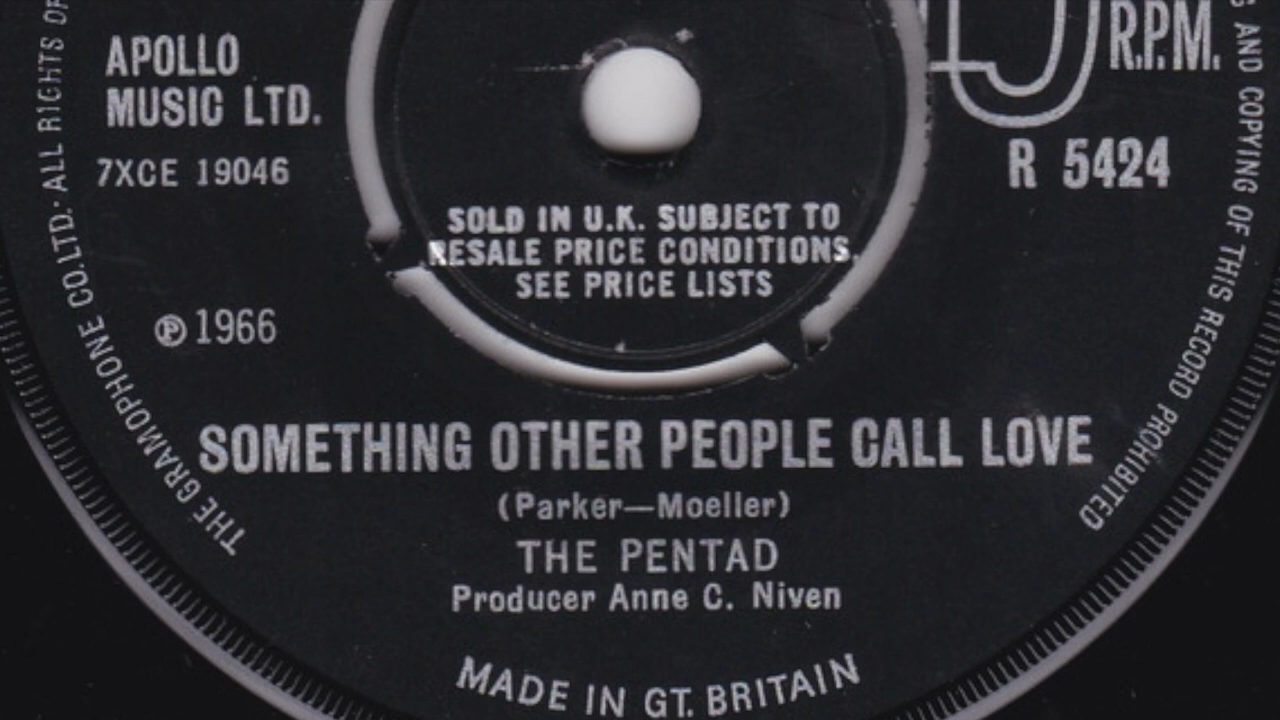 APOLLO
MUSIC LTD.
7XCE 19046
R.P.M.
R 5424
SOLD IN U.K. SUBJECT TO
RESALE PRICE CONDITIONS.
SEE PRICE LISTS
℗ 1966
SOMETHING OTHER PEOPLE CALL LOVE
(Parker—Moeller)
THE PENTAD
Producer Anne C. Niven
MADE IN GT. BRITAIN
THE GRAMOPHONE CO. LTD. · ALL RIGHTS OF
AND COPYING OF THIS RECORD PROHIBITED